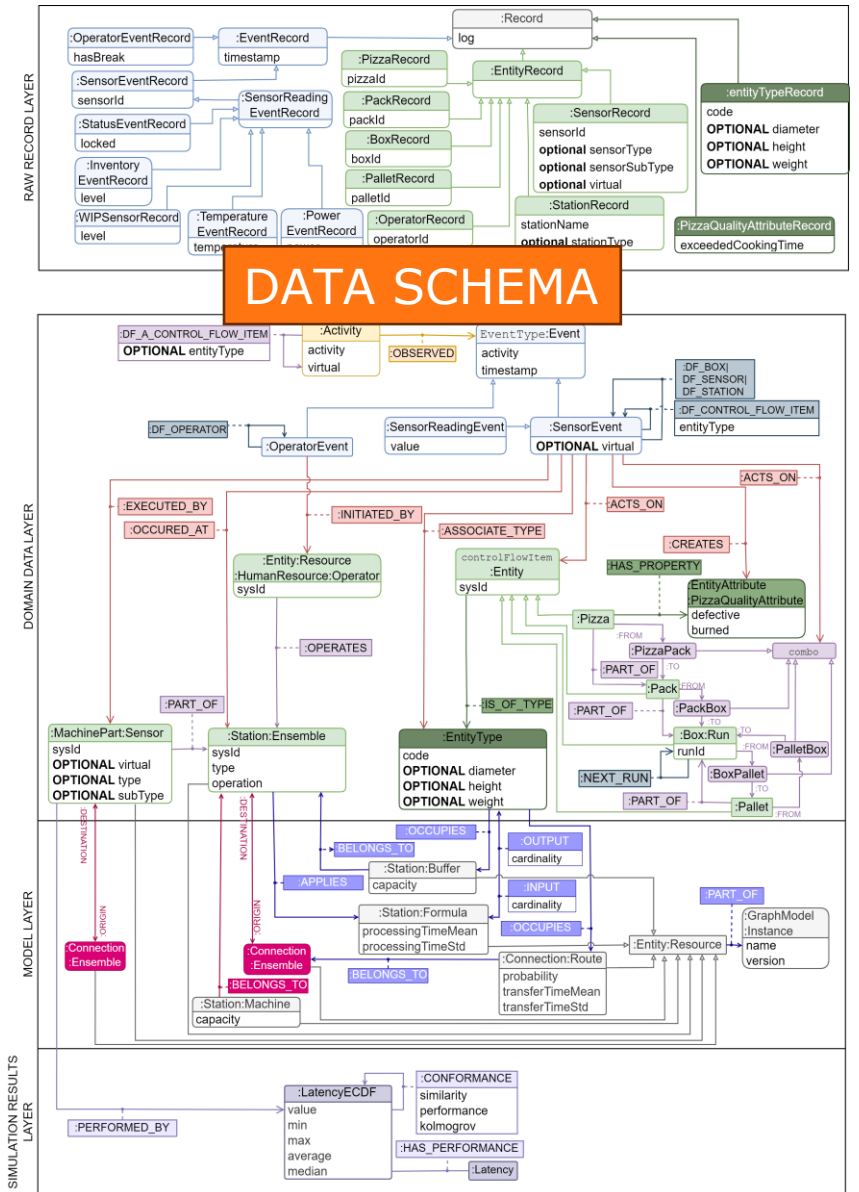 RAW RECORD LAYER
:Record
log
:OperatorEventRecord
hasBreak
:EventRecord
timestamp
:SensorEventRecord
sensorId
:StatusEventRecord
locked
:Inventory
EventRecord
level
:WIPSensorRecord
level
:SensorReading
EventRecord
:Temperature
EventRecord
:Power
EventRecord
:PizzaRecord
pizzaId
:PackRecord
packId
:BoxRecord
boxId
:PalletRecord
palletId
:OperatorRecord
operatorId
:EntityRecord
:SensorRecord
sensorId
optional sensorType
optional sensorSubType
optional virtual
:StationRecord
stationName
optional stationType
:entityTypeRecord
code
OPTIONAL diameter
OPTIONAL height
OPTIONAL weight
:PizzaQualityAttributeRecord
exceededCookingTime
DATA SCHEMA
DOMAIN DATA LAYER
:DF_A_CONTROL_FLOW_ITEM
OPTIONAL entityType
:Activity
activity
virtual
:OBSERVED
EventType:Event
activity
timestamp
:DF_BOX|
DF_SENSOR|
DF_STATION
:DF_CONTROL_FLOW_ITEM
entityType
:DF_OPERATOR
:OperatorEvent
:SensorReadingEvent
value
:SensorEvent
OPTIONAL virtual
:EXECUTED_BY
:OCCURED_AT
:INITIATED_BY
:ASSOCIATE_TYPE
:ACTS_ON
:ACTS_ON
:CREATES
:Entity:Resource
:HumanResource:Operator
sysId
controlFlowItem
:Entity
sysId
:HAS_PROPERTY
:EntityAttribute
:PizzaQualityAttribute
defective
burned
:Pizza
:FROM
:PizzaPack
combo
:PART_OF
:TO
:OPERATES
:Pack
:FROM
:PART_OF
:PackBox
:TO
:PART_OF
:IS_OF_TYPE
:MachinePart:Sensor
sysId
OPTIONAL virtual
OPTIONAL type
OPTIONAL subType
:Station:Ensemble
sysId
type
operation
:EntityType
code
OPTIONAL diameter
OPTIONAL height
OPTIONAL weight
:Box:Run
runId
:TO
:PalletBox
:FROM
:BoxPallet
:NEXT_RUN
:TO
:PART_OF
:Pallet
:FROM
MODEL LAYER
:DESTINATION
:ORIGIN
:Connection
:Ensemble
:DESTINATION
:ORIGIN
:Connection
:Ensemble
:OCCUPIES
:BELONGS_TO
:OUTPUT
cardinality
:APPLIES
:Station:Buffer
capacity
:INPUT
cardinality
:PART_OF
:Station:Formula
processingTimeMean
processingTimeStd
:OCCUPIES
:Entity:Resource
:GraphModel
:Instance
name
version
:BELONGS_TO
:BELONGS_TO
:Connection:Route
probability
transferTimeMean
transferTimeStd
:Station:Machine
capacity
SIMULATION RESULTS
LAYER
:PERFORMED_BY
:LatencyECDF
value
min
max
average
median
:CONFORMANCE
similarity
performance
kolmogrov
:HAS_PERFORMANCE
:Latency